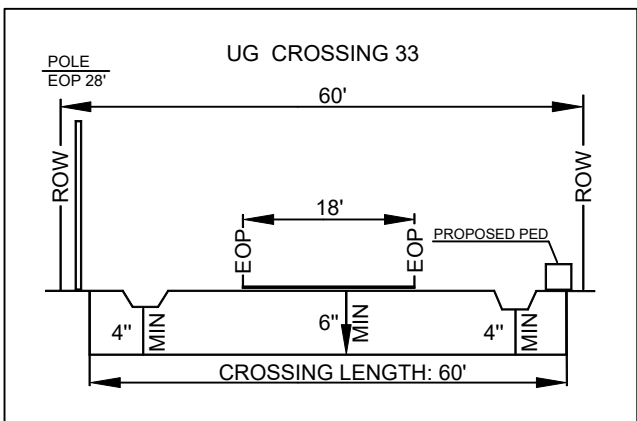 UG CROSSING 33
POLE
EOP 28'
60'
ROW
ROW
18'
EOP
EOP
PROPOSED PED
4"
MIN
6"
MIN
4"
MIN
CROSSING LENGTH: 60'